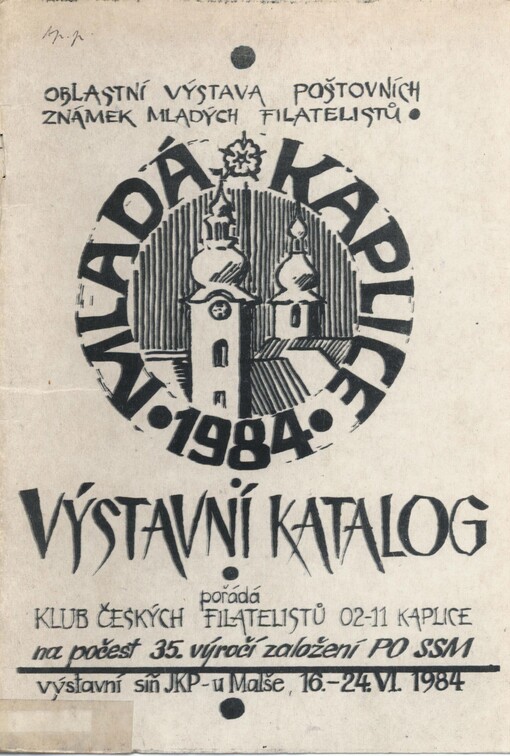 OBLASTNÍ VÝSTAVA POŠTOVNÍCH
ZNÁMEK MLADÝCH FILATELISTŮ
MLADÁ KAPLICE
1984
VÝSTAVNÍ KATALOG
pořádá
KLUB ČESKÝCH FILATELISTŮ 02-11 KAPLICE
na počest 35. výročí založení PO SSM
výstavní síň JKP-u Malše, 16.-24.VI. 1984